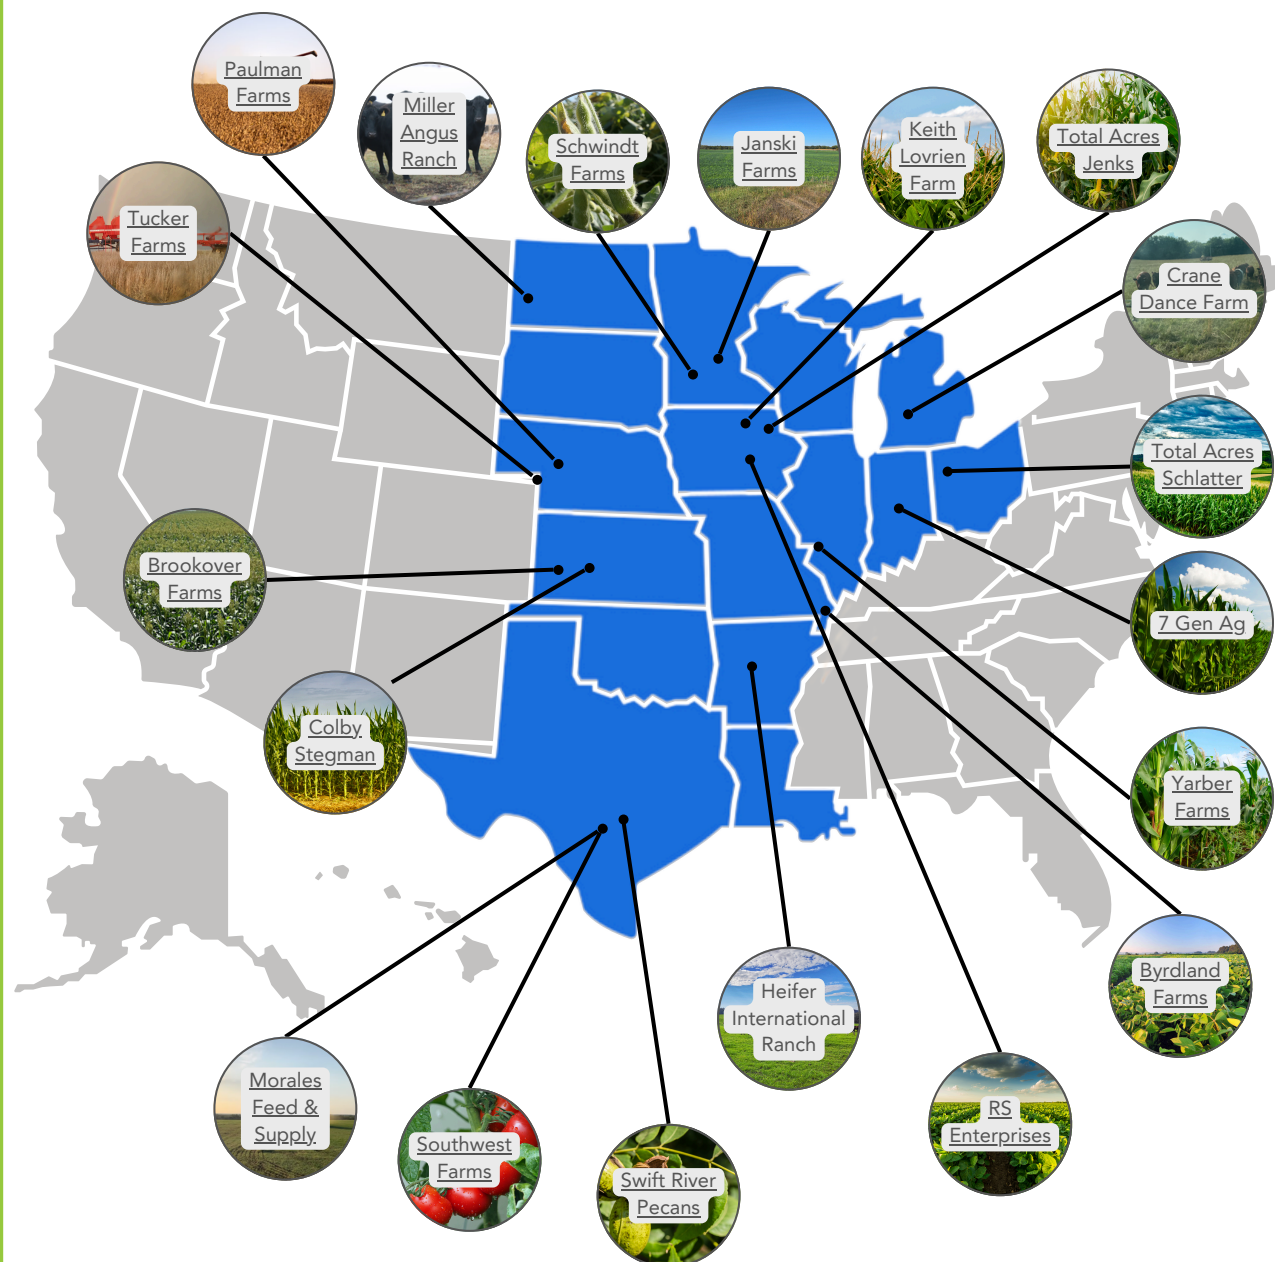 Paulman
Farms
Miller
Angus
Ranch
Schwindt
Farms
Janski
Farms
Keith
Lovrien
Farm
Total Acres
Jenks
Tucker
Farms
Crane
Dance Farm
Total Acres
Schlatter
Brookover
Farms
7 Gen Ag
Colby
Stegman
Yarber
Farms
Byrdland
Farms
Heifer
International
Ranch
Morales
Feed &
Supply
RS
Enterprises
Southwest
Farms
Swift River
Pecans